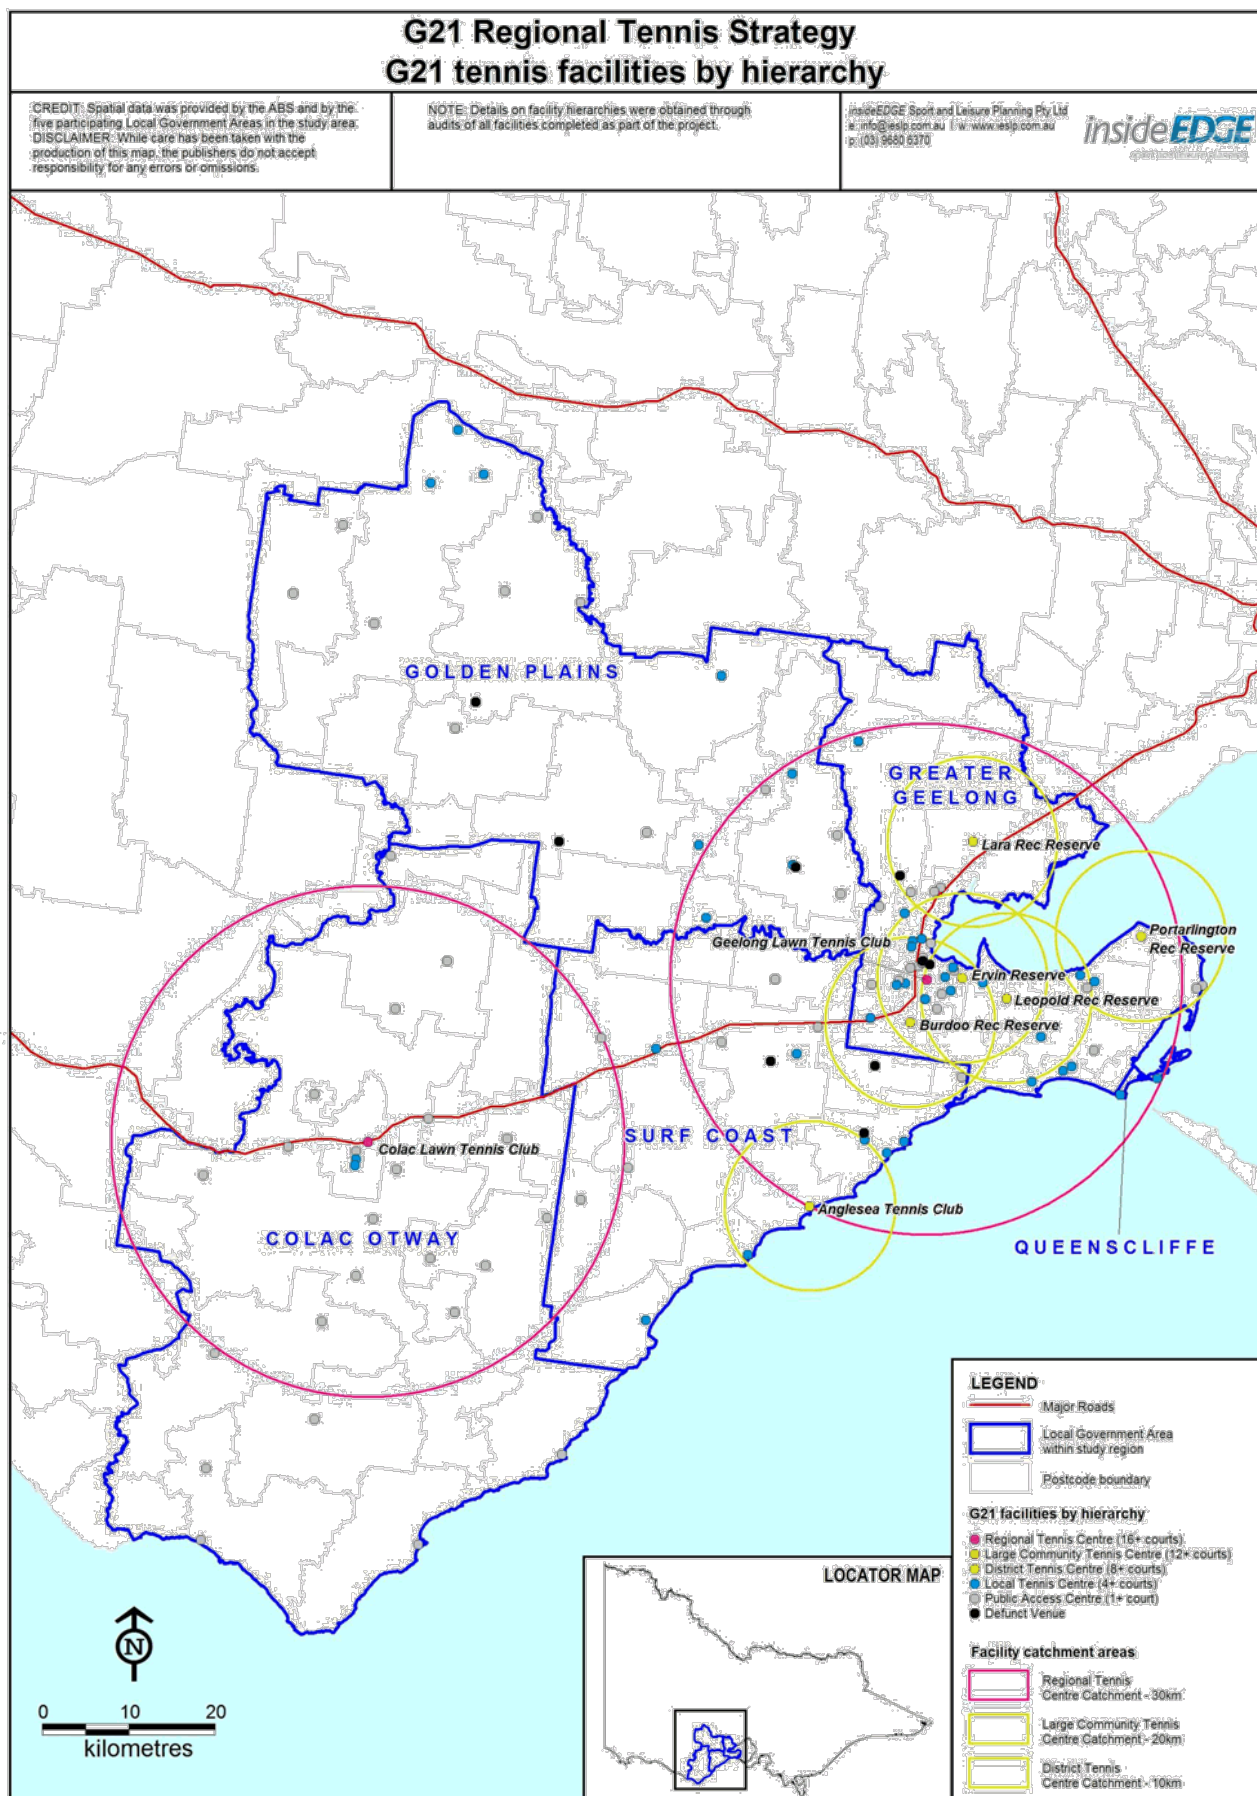 G21 Regional Tennis Strategy
G21 tennis facilities by hierarchy
CREDIT: Spatial data was provided by the ABS and by the
five participating Local Government Areas in the study area.
DISCLAIMER: While care has been taken with the
production of this map, the publishers do not accept
responsibility for any errors or omissions.
NOTE: Details on facility hierarchies were obtained through
audits of all facilities completed as part of the project.
insideEDGE Sport and Leisure Planning Pty Ltd
e: info@ieslp.com.au | w: www.ieslp.com.au
p: (03) 9680 6370
insideEDGE
GOLDEN PLAINS
GREATER
GEELONG
Lara Rec Reserve
Geelong Lawn Tennis Club
Portarlington
Rec Reserve
Ervin Reserve
Leopold Rec Reserve
Burdoo Rec Reserve
SURF COAST
Colac Lawn Tennis Club
Anglesea Tennis Club
COLAC OTWAY
QUEENSCLIFFE
LEGEND
Major Roads
Local Government Area
within study region
Postcode boundary
G21 facilities by hierarchy
Regional Tennis Centre (16+ courts)
Large Community Tennis Centre (12+ courts)
District Tennis Centre (8+ courts)
Local Tennis Centre (4+ courts)
Public Access Centre (1+ court)
Defunct Venue
Facility catchment areas
Regional Tennis
Centre Catchment - 30km
Large Community Tennis
Centre Catchment - 20km
District Tennis
Centre Catchment - 10km
LOCATOR MAP
N
0 10 20
kilometres